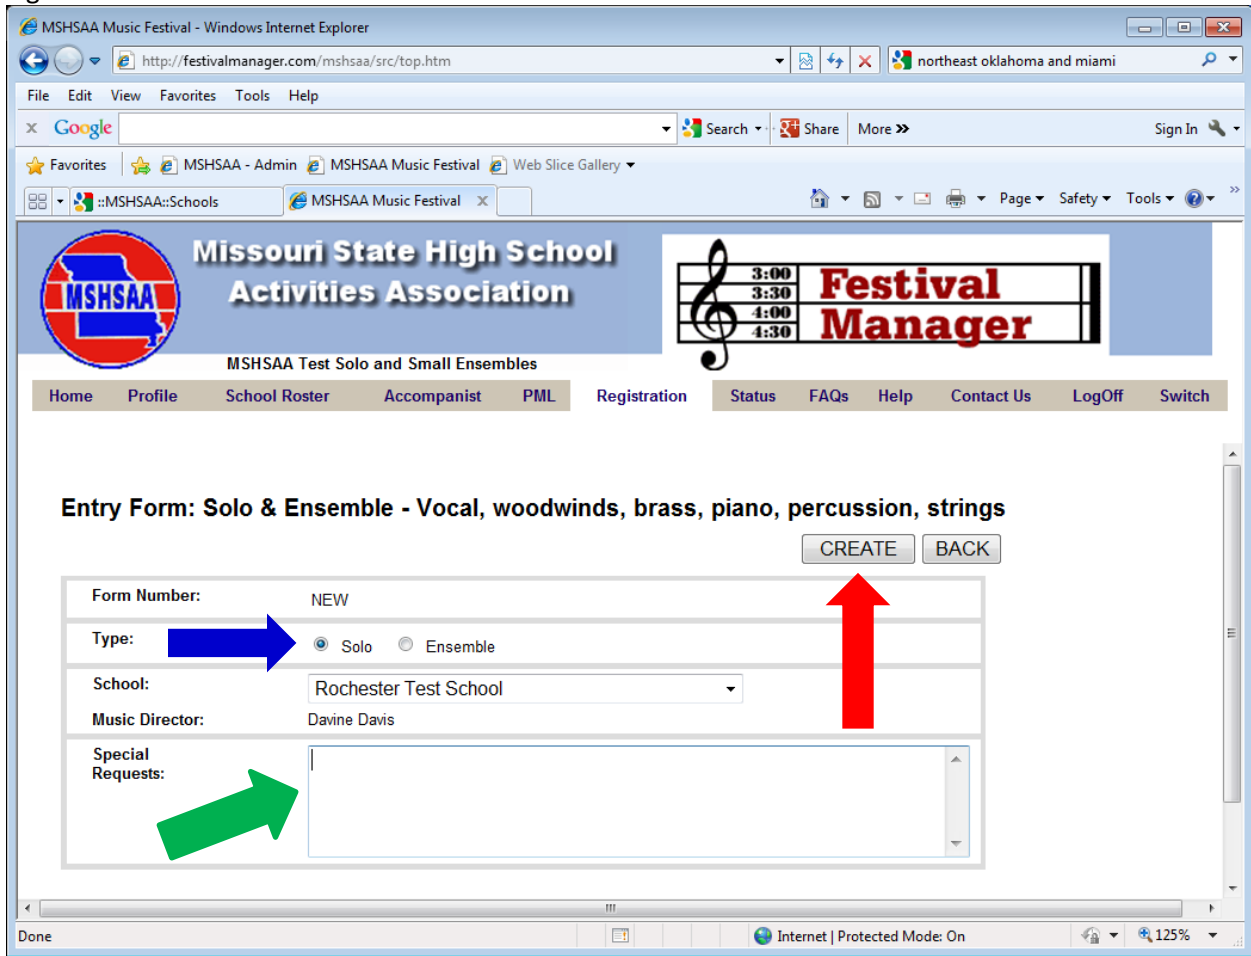 MSHSAA Music Festival - Windows Internet Explorer
http://festivalmanager.com/mshsaa/src/top.htm
northeast oklahoma and miami
File Edit View Favorites Tools Help
x Google Search Share More >> Sign In
Favorites MSHSAA - Admin MSHSAA Music Festival Web Slice Gallery
::MSHSAA::Schools MSHSAA Music Festival X Page Safety Tools >>
MSHSAA
Missouri State High School
Activities Association
MSHSAA Test Solo and Small Ensembles
3:00
3:30
4:00
4:30
Festival
Manager
Home Profile School Roster Accompanist PML Registration Status FAQs Help Contact Us LogOff Switch
Entry Form: Solo & Ensemble - Vocal, woodwinds, brass, piano, percussion, strings
CREATE BACK
Form Number: NEW
Type: Solo Ensemble
School: Rochester Test School
Music Director: Davine Davis
Special
Requests:
Done Internet | Protected Mode: On 125%